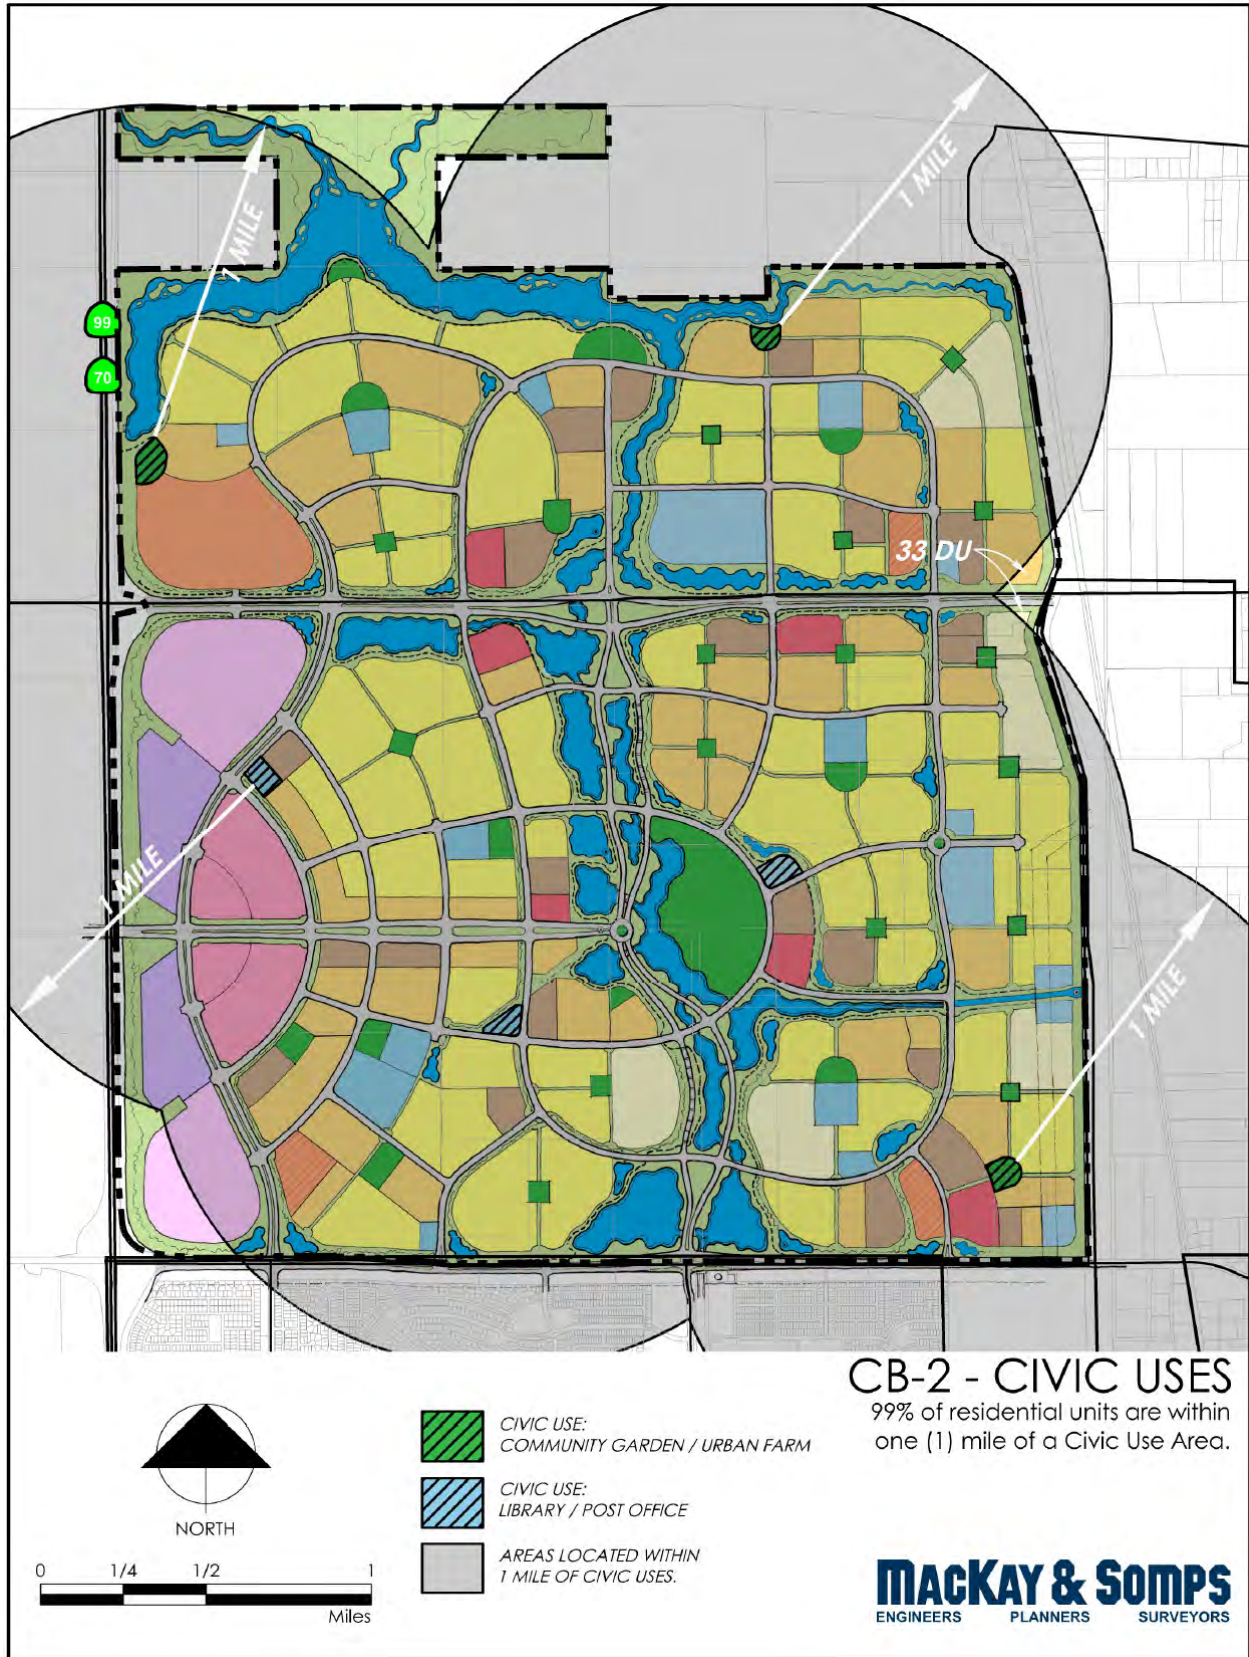 1 MILE
1 MILE
99
70
33 DU
1 MILE
1 MILE
CB-2 - CIVIC USES
99% of residential units are within
one (1) mile of a Civic Use Area.
CIVIC USE:
COMMUNITY GARDEN / URBAN FARM
CIVIC USE:
LIBRARY / POST OFFICE
AREAS LOCATED WITHIN
1 MILE OF CIVIC USES.
NORTH
0 1/4 1/2 1
Miles
MACKAY & SOMPS
ENGINEERS PLANNERS SURVEYORS